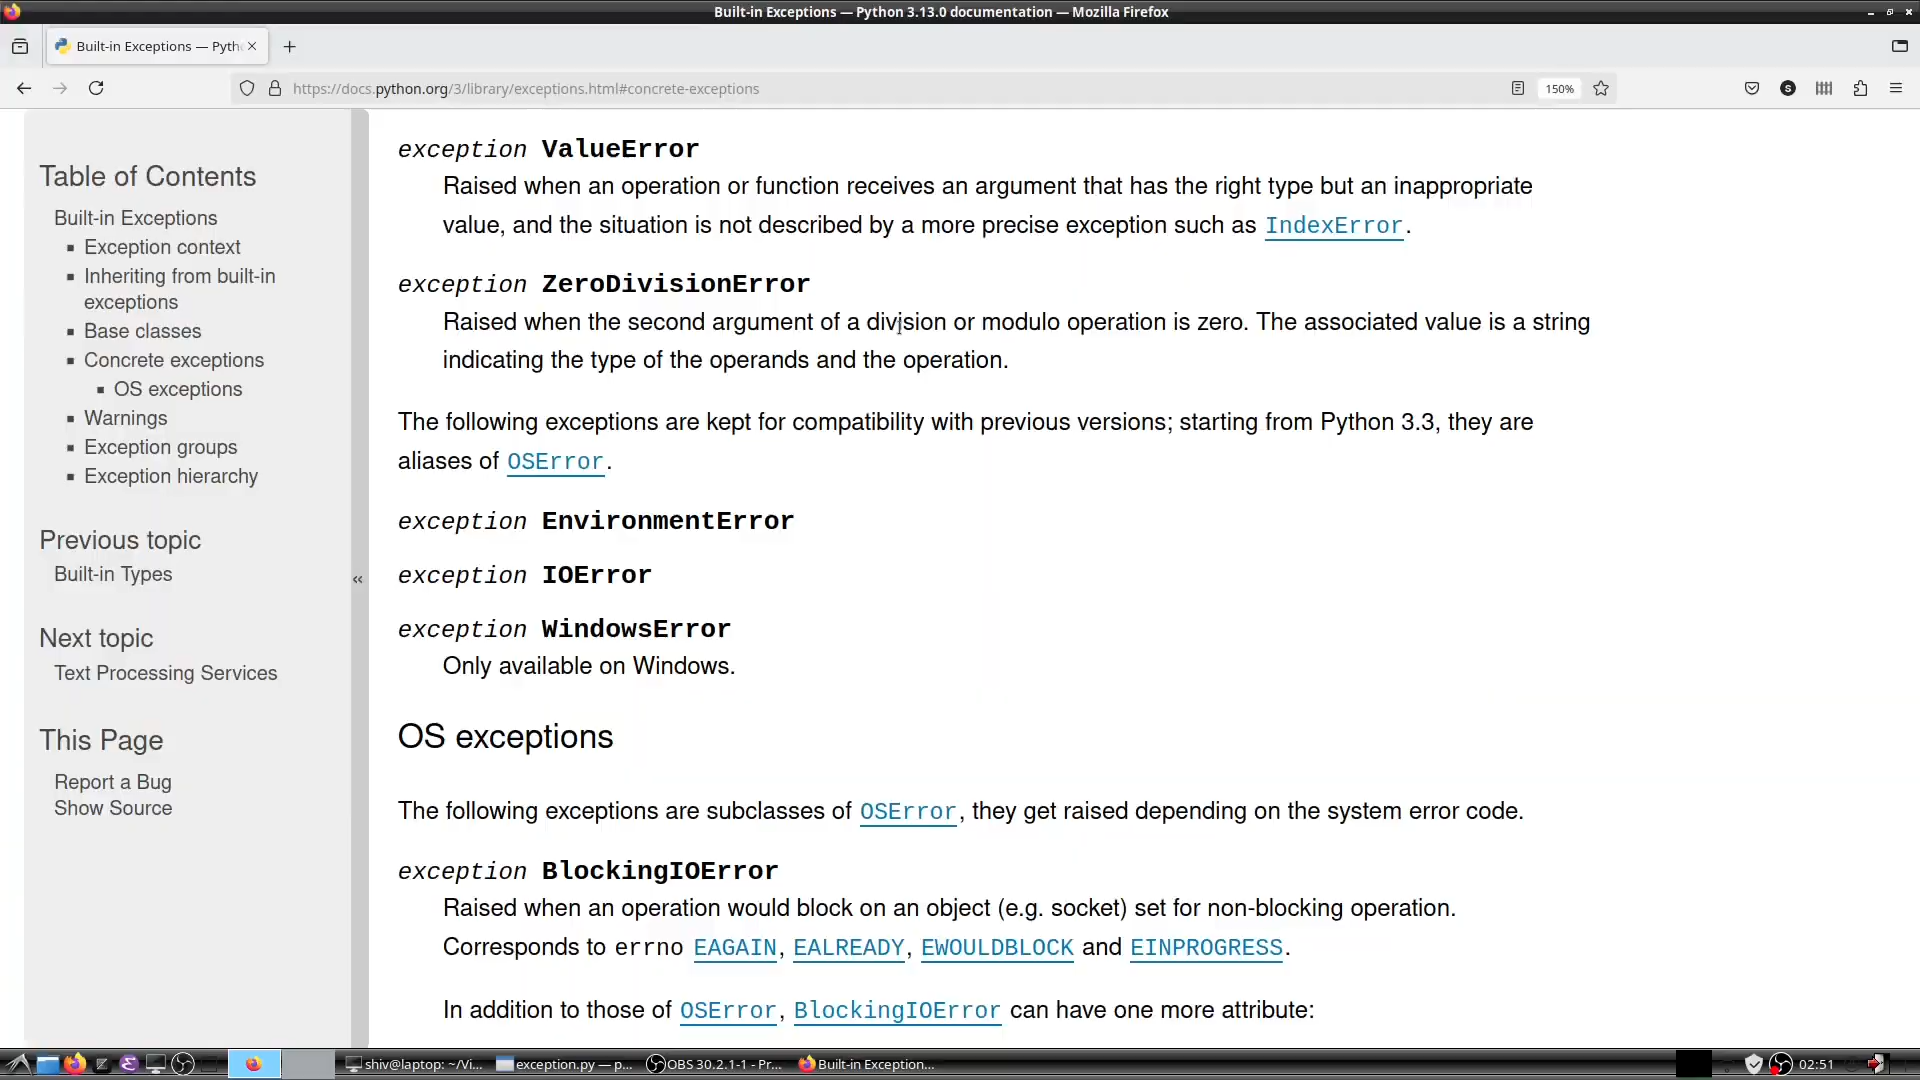 Built-in Exceptions — Python 3.13.0 documentation — Mozilla Firefox
Built-in Exceptions — Pyth
https://docs.python.org/3/library/exceptions.html#concrete-exceptions
150%
S
Table of Contents
Built-in Exceptions
Exception context
Inheriting from built-in
exceptions
Base classes
Concrete exceptions
OS exceptions
Warnings
Exception groups
Exception hierarchy
Previous topic
Built-in Types
Next topic
Text Processing Services
This Page
Report a Bug
Show Source
«
exception ValueError
Raised when an operation or function receives an argument that has the right type but an inappropriate
value, and the situation is not described by a more precise exception such as IndexError.
exception ZeroDivisionError
Raised when the second argument of a division or modulo operation is zero. The associated value is a string
indicating the type of the operands and the operation.
The following exceptions are kept for compatibility with previous versions; starting from Python 3.3, they are
aliases of OSError.
exception EnvironmentError
exception IOError
exception WindowsError
Only available on Windows.
OS exceptions
The following exceptions are subclasses of OSError, they get raised depending on the system error code.
exception BlockingIOError
Raised when an operation would block on an object (e.g. socket) set for non-blocking operation.
Corresponds to errno EAGAIN, EALREADY, EWOULDBLOCK and EINPROGRESS.
In addition to those of OSError, BlockingIOError can have one more attribute:
shiv@laptop: ~/Vi...
exception.py — p...
OBS 30.2.1-1 - Pr...
Built-in Exception...
02:51